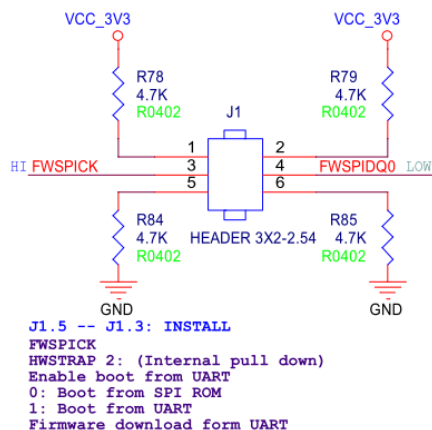 VCC_3V3 VCC_3V3
R78 R79
4.7K J1 4.7K
R0402 R0402
1 2
HI FWSPICK 3 4 FWSPIDQ0 LOW
5 6
R84 R85
4.7K HEADER 3X2-2.54 4.7K
R0402 R0402
GND GND
J1.5 -- J1.3: INSTALL
FWSPICK
HWSTRAP 2: (Internal pull down)
Enable boot from UART
0: Boot from SPI ROM
1: Boot from UART
Firmware download form UART